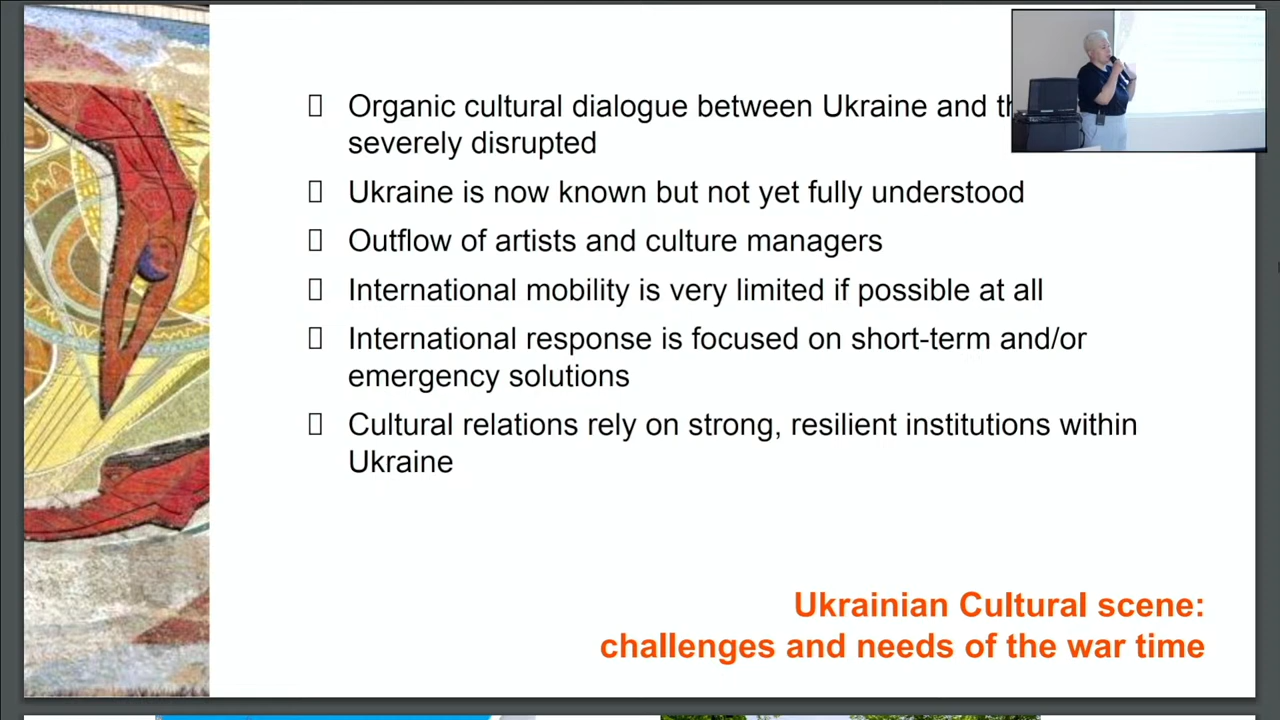 Organic cultural dialogue between Ukraine and
severely disrupted
Ukraine is now known but not yet fully understood
Outflow of artists and culture managers
International mobility is very limited if possible at all
International response is focused on short-term and/or
emergency solutions
Cultural relations rely on strong, resilient institutions within
Ukraine
Ukrainian Cultural scene:
challenges and needs of the war time